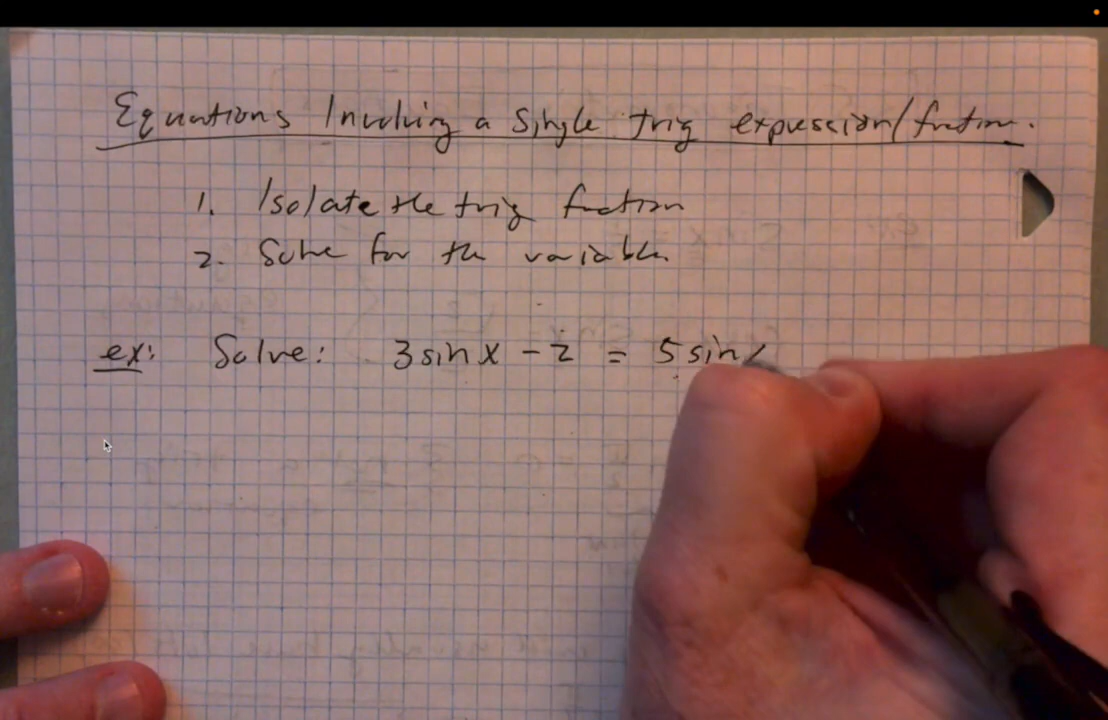 Equations Involving a Single trig expression/function.
1. Isolate the trig function
2. Solve for the variable.
ex: Solve: 3 sin x - 2 = 5 sin